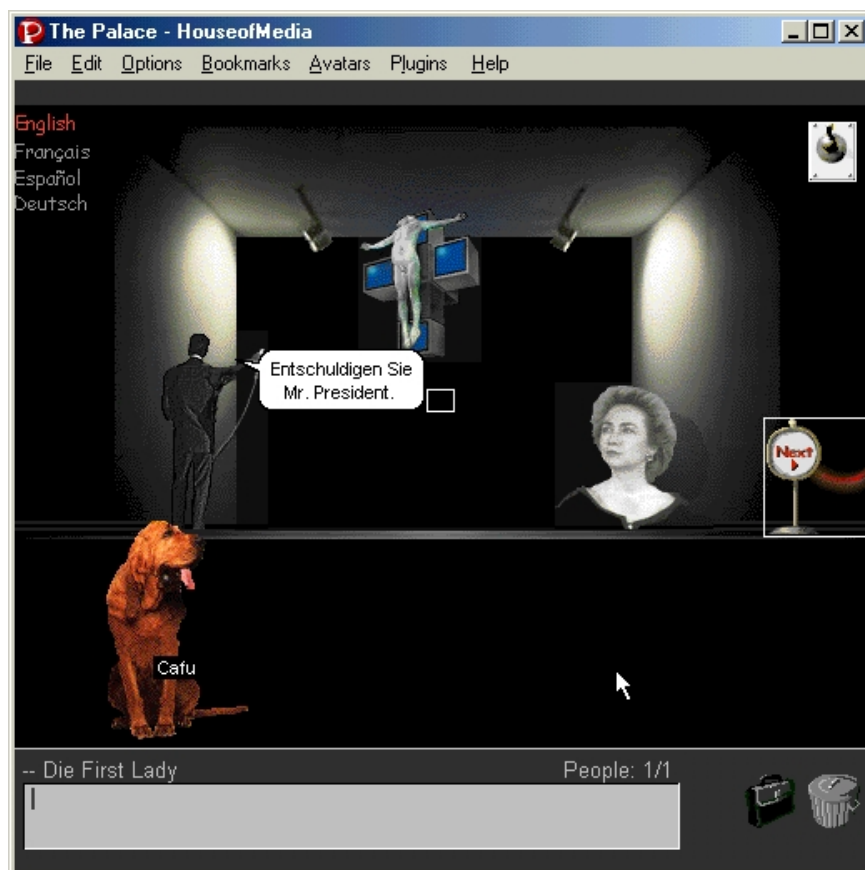 The Palace - HouseofMedia
File Edit Options Bookmarks Avatars Plugins Help
English
Français
Español
Deutsch
Entschuldigen Sie
Mr. President.
Next
Cafu
-- Die First Lady People: 1/1